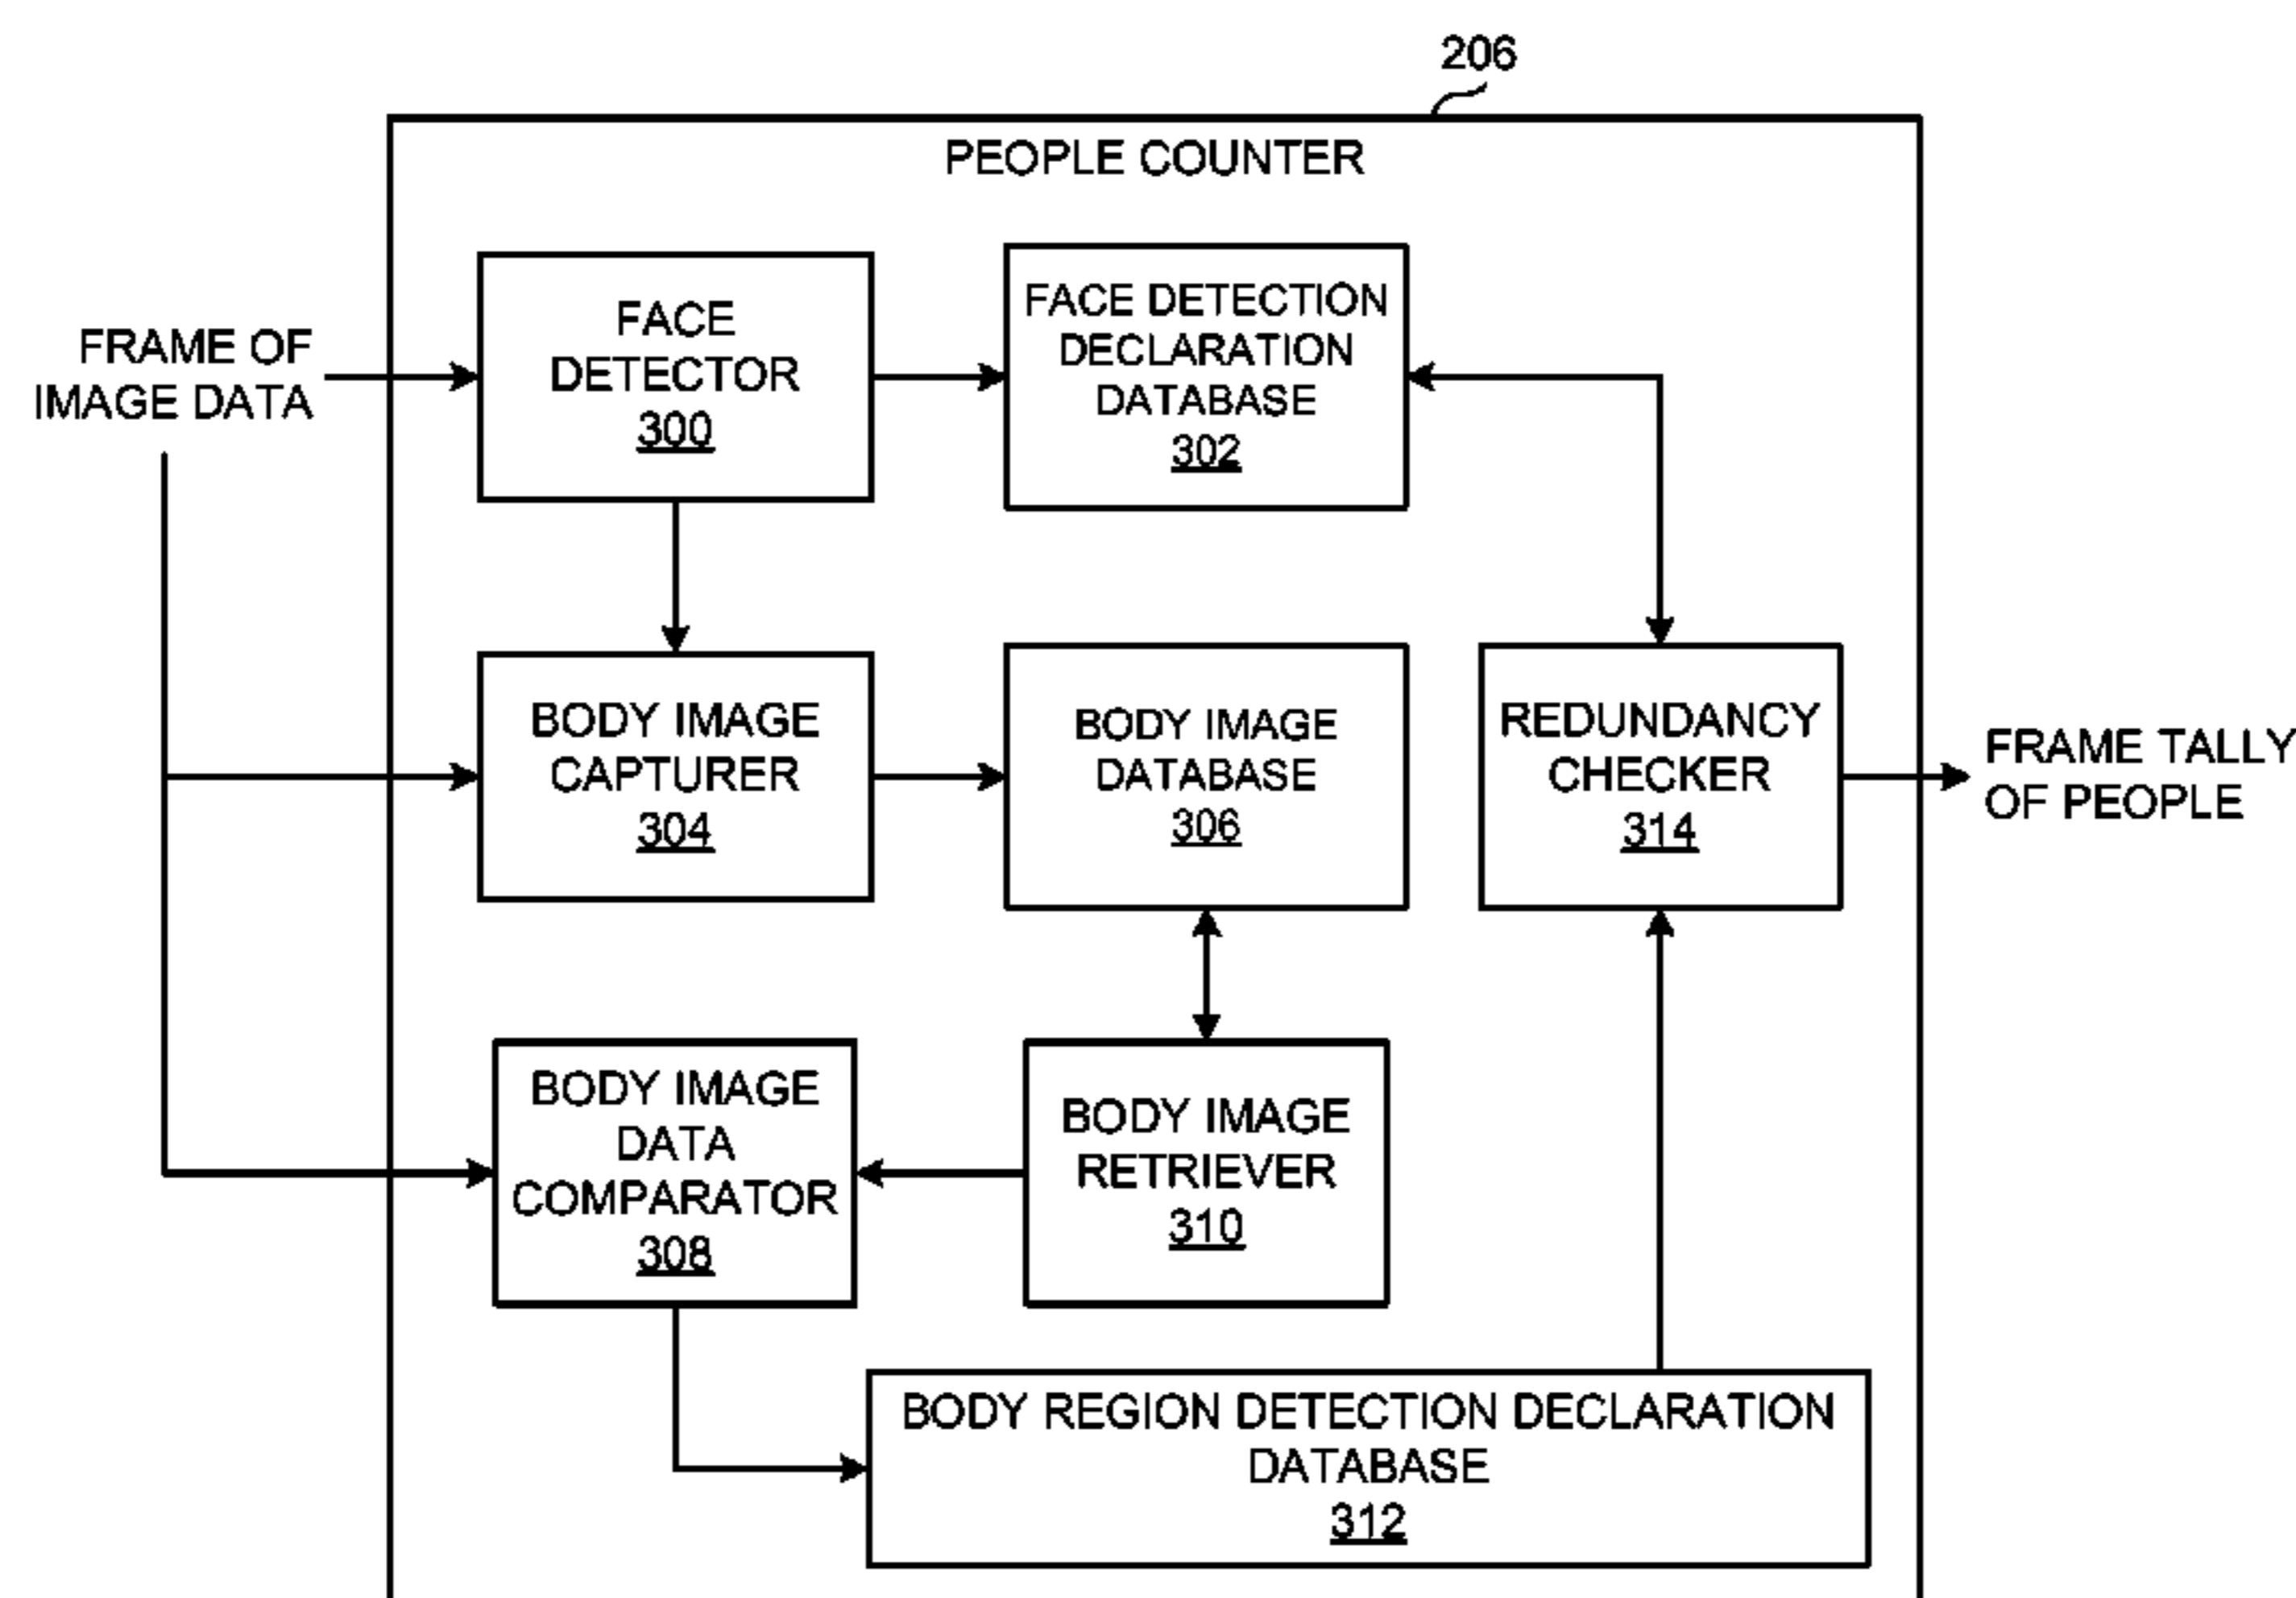 206
PEOPLE COUNTER
FRAME OF
IMAGE DATA
FACE
DETECTOR
300
FACE DETECTION
DECLARATION
DATABASE
302
BODY IMAGE
CAPTURER
304
BODY IMAGE
DATABASE
306
REDUNDANCY
CHECKER
314
FRAME TALLY
OF PEOPLE
BODY IMAGE
DATA
COMPARATOR
308
BODY IMAGE
RETRIEVER
310
BODY REGION DETECTION DECLARATION
DATABASE
312